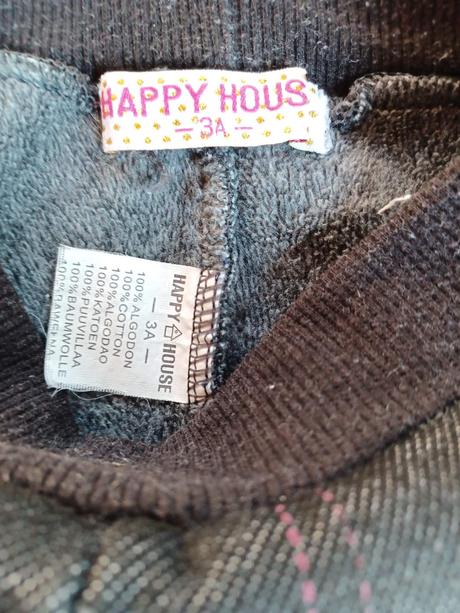 HAPPY HOUS
— 3A —
HAPPY HOUSE
— 3A —
100% ALGODON
100% COTTON
100% ALGODAO
100% KATOEN
100% PUUVILLAA
100% BAUMWOLLE